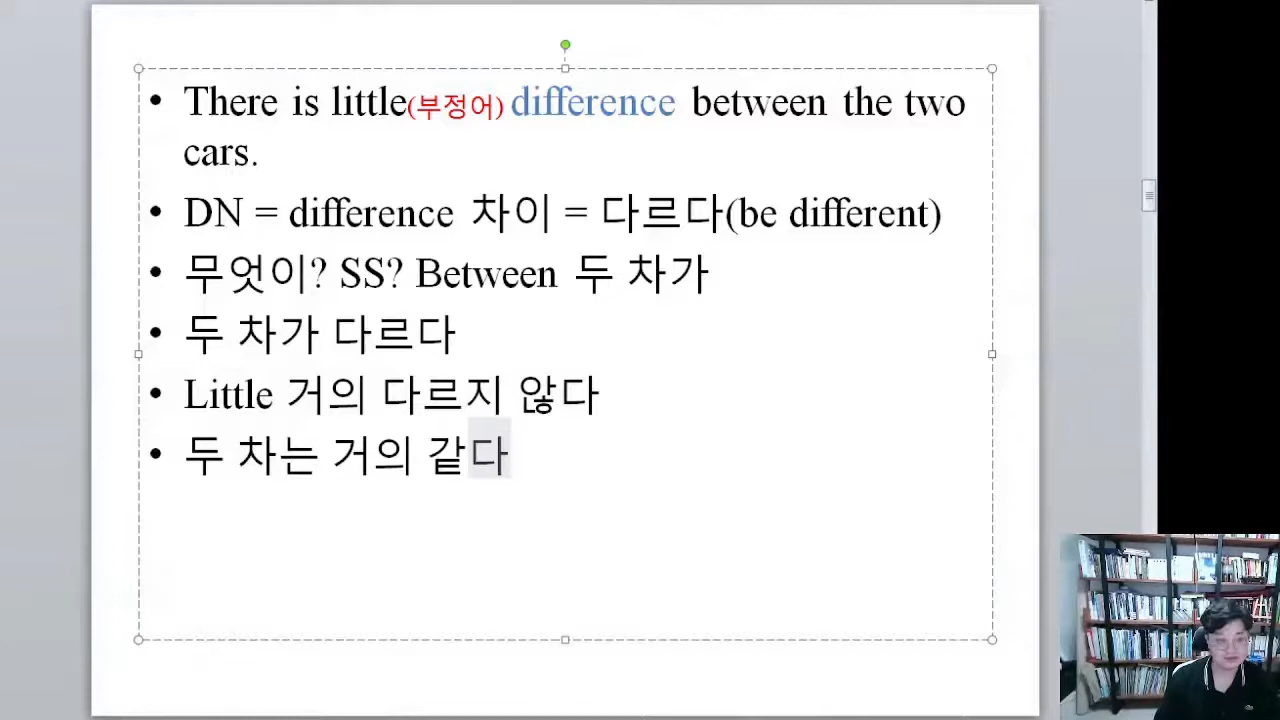 • There is little(부정어) difference between the two
cars.
• DN = difference 차이 = 다르다(be different)
• 무엇이? SS? Between 두 차가
• 두 차가 다르다
• Little 거의 다르지 않다
• 두 차는 거의 같다